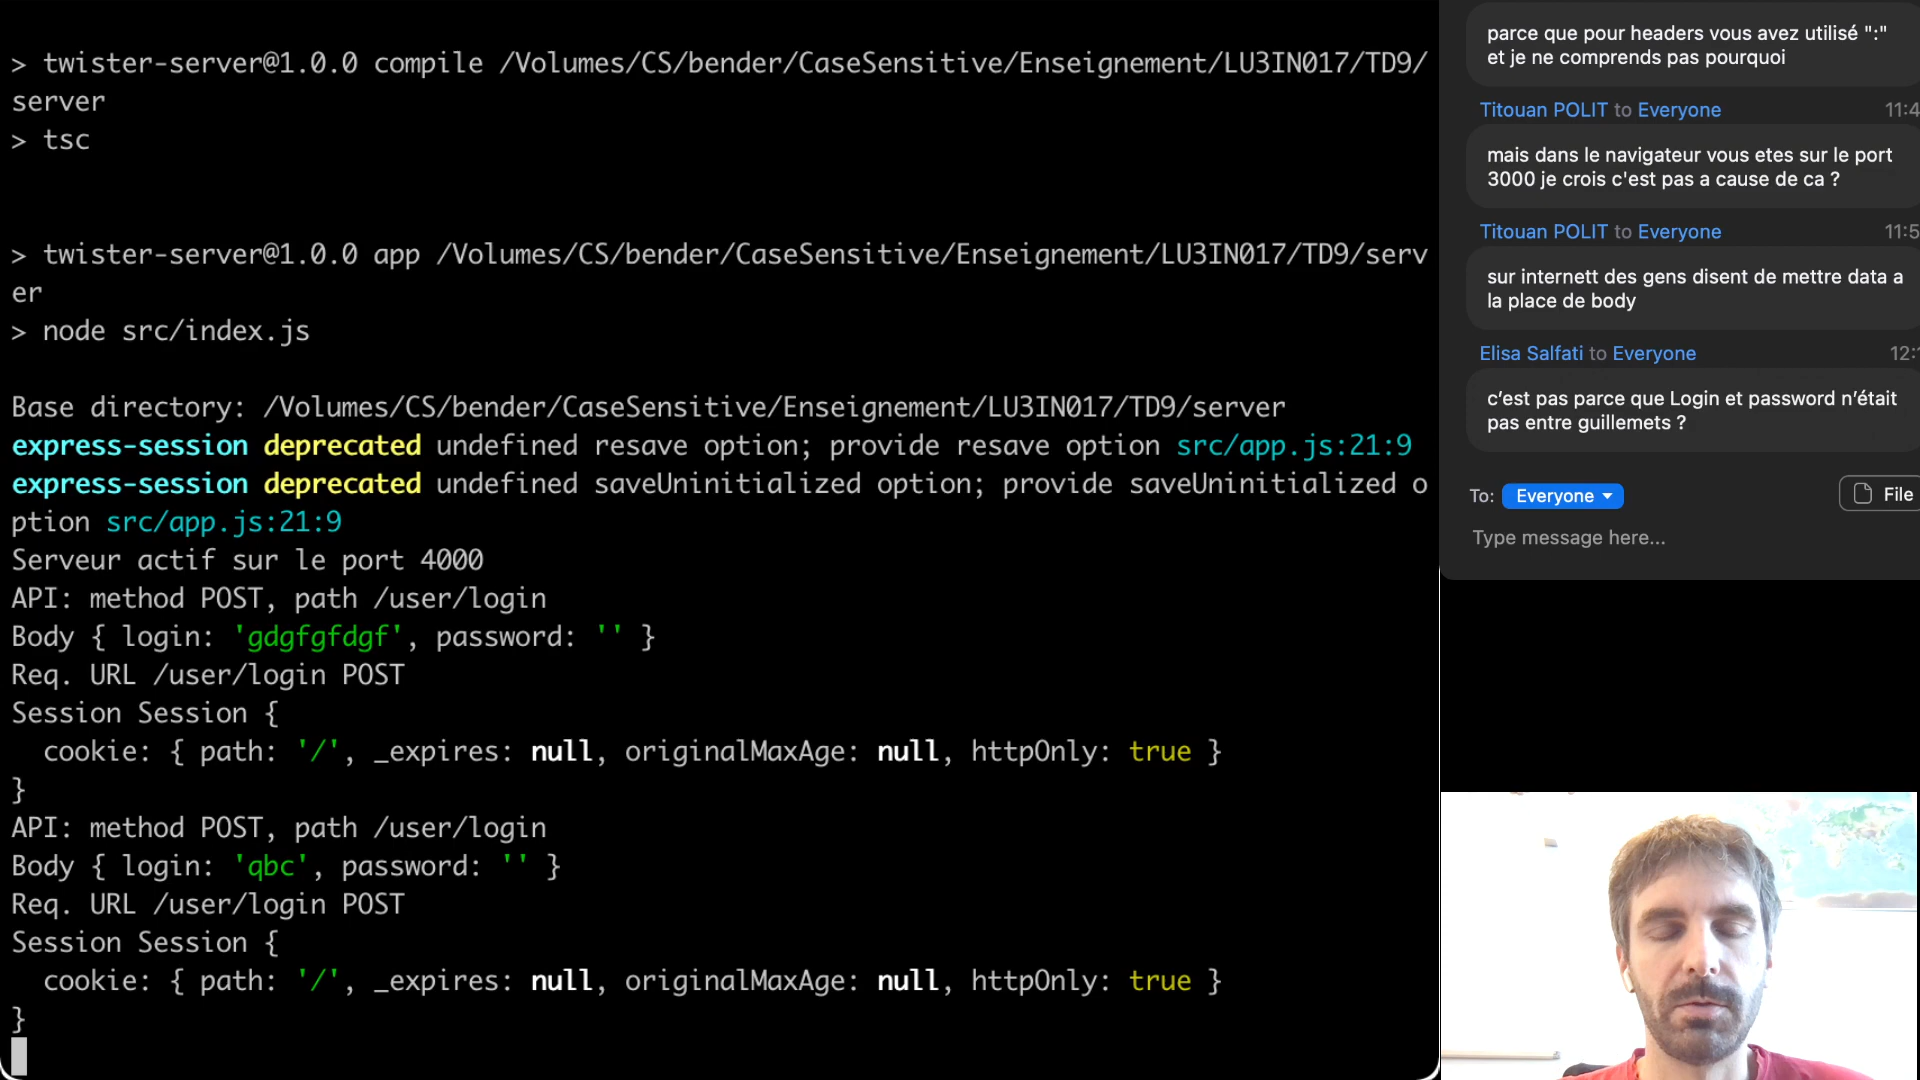 > twister-server@1.0.0 compile /Volumes/CS/bender/CaseSensitive/Enseignement/LU3IN017/TD9/
server
> tsc
> twister-server@1.0.0 app /Volumes/CS/bender/CaseSensitive/Enseignement/LU3IN017/TD9/serv
er
> node src/index.js
Base directory: /Volumes/CS/bender/CaseSensitive/Enseignement/LU3IN017/TD9/server
express-session deprecated undefined resave option; provide resave option src/app.js:21:9
express-session deprecated undefined saveUninitialized option; provide saveUninitialized o
ption src/app.js:21:9
Serveur actif sur le port 4000
API: method POST, path /user/login
Body { login: 'gdgfgfdgf', password: '' }
Req. URL /user/login POST
Session Session {
cookie: { path: '/', _expires: null, originalMaxAge: null, httpOnly: true }
}
API: method POST, path /user/login
Body { login: 'qbc', password: '' }
Req. URL /user/login POST
Session Session {
cookie: { path: '/', _expires: null, originalMaxAge: null, httpOnly: true }
}
parce que pour headers vous avez utilisé ":"
et je ne comprends pas pourquoi
Titouan POLIT to Everyone 11:4
mais dans le navigateur vous etes sur le port
3000 je crois c'est pas a cause de ca ?
Titouan POLIT to Everyone 11:5
sur internett des gens disent de mettre data a
la place de body
Elisa Salfati to Everyone 12:
c’est pas parce que Login et password n’était
pas entre guillemets ?
To: Everyone File
Type message here...